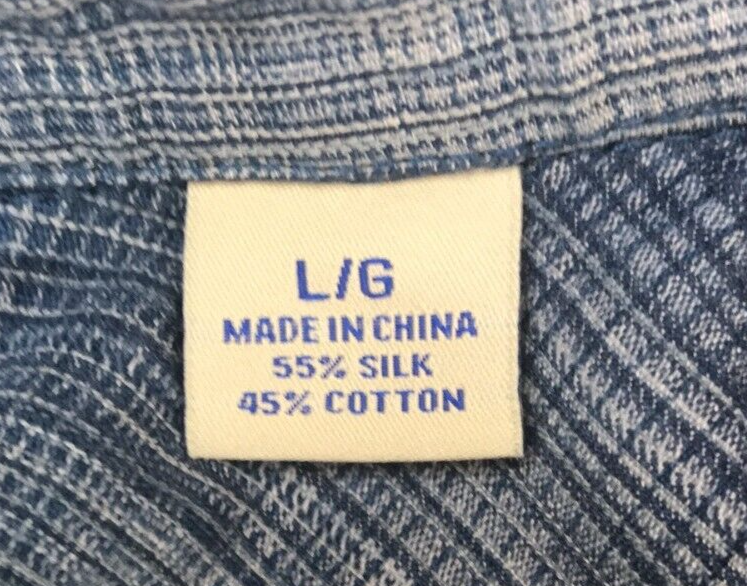 L/G
MADE IN CHINA
55% SILK
45% COTTON